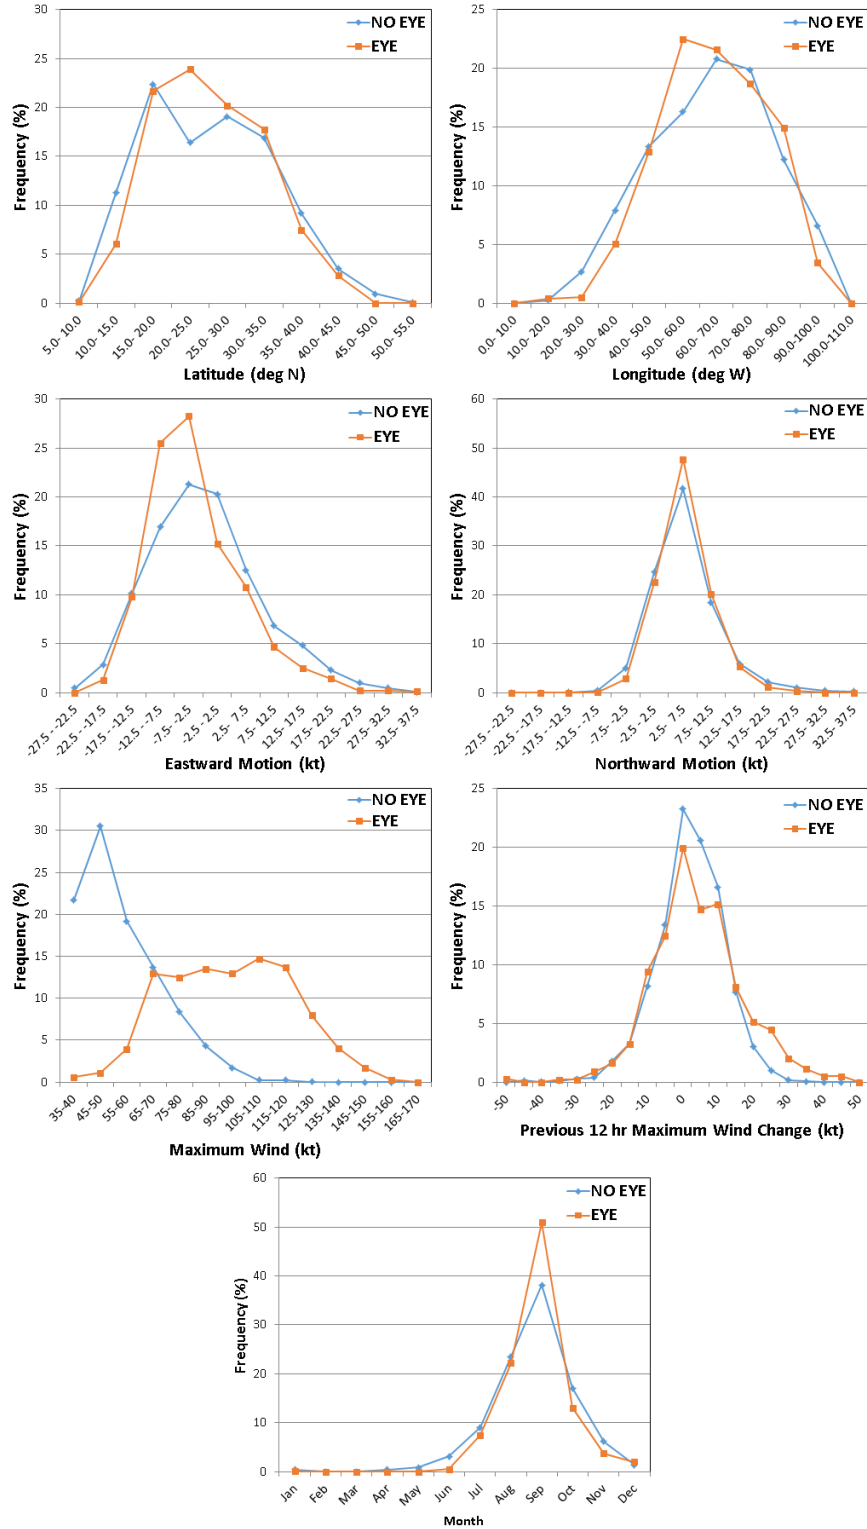 30
25
20
15
10
5
0
Frequency (%)
NO EYE
EYE
5.0-10.0
10.0-15.0
15.0-20.0
20.0-25.0
25.0-30.0
30.0-35.0
35.0-40.0
40.0-45.0
45.0-50.0
50.0-55.0
Latitude (deg N)
25
20
15
10
5
0
Frequency (%)
NO EYE
EYE
0.0-10.0
10.0-20.0
20.0-30.0
30.0-40.0
40.0-50.0
50.0-60.0
60.0-70.0
70.0-80.0
80.0-90.0
90.0-100.0
100.0-110.0
Longitude (deg W)
30
25
20
15
10
5
0
Frequency (%)
NO EYE
EYE
-27.5 - -22.5
-22.5 - -17.5
-17.5 - -12.5
-12.5 - -7.5
-7.5 - -2.5
-2.5 - 2.5
2.5 - 7.5
7.5 - 12.5
12.5 - 17.5
17.5 - 22.5
22.5 - 27.5
27.5 - 32.5
32.5 - 37.5
Eastward Motion (kt)
60
50
40
30
20
10
0
Frequency (%)
NO EYE
EYE
-27.5 - -22.5
-22.5 - -17.5
-17.5 - -12.5
-12.5 - -7.5
-7.5 - -2.5
-2.5 - 2.5
2.5 - 7.5
7.5 - 12.5
12.5 - 17.5
17.5 - 22.5
22.5 - 27.5
27.5 - 32.5
32.5 - 37.5
Northward Motion (kt)
35
30
25
20
15
10
5
0
Frequency (%)
NO EYE
EYE
35-40
45-50
55-60
65-70
75-80
85-90
95-100
105-110
115-120
125-130
135-140
145-150
155-160
165-170
Maximum Wind (kt)
25
20
15
10
5
0
Frequency (%)
NO EYE
EYE
-50
-40
-30
-20
-10
0
10
20
30
40
50
Previous 12 hr Maximum Wind Change (kt)
60
50
40
30
20
10
0
Frequency (%)
NO EYE
EYE
Jan
Feb
Mar
Apr
May
Jun
Jul
Aug
Sep
Oct
Nov
Dec
Month